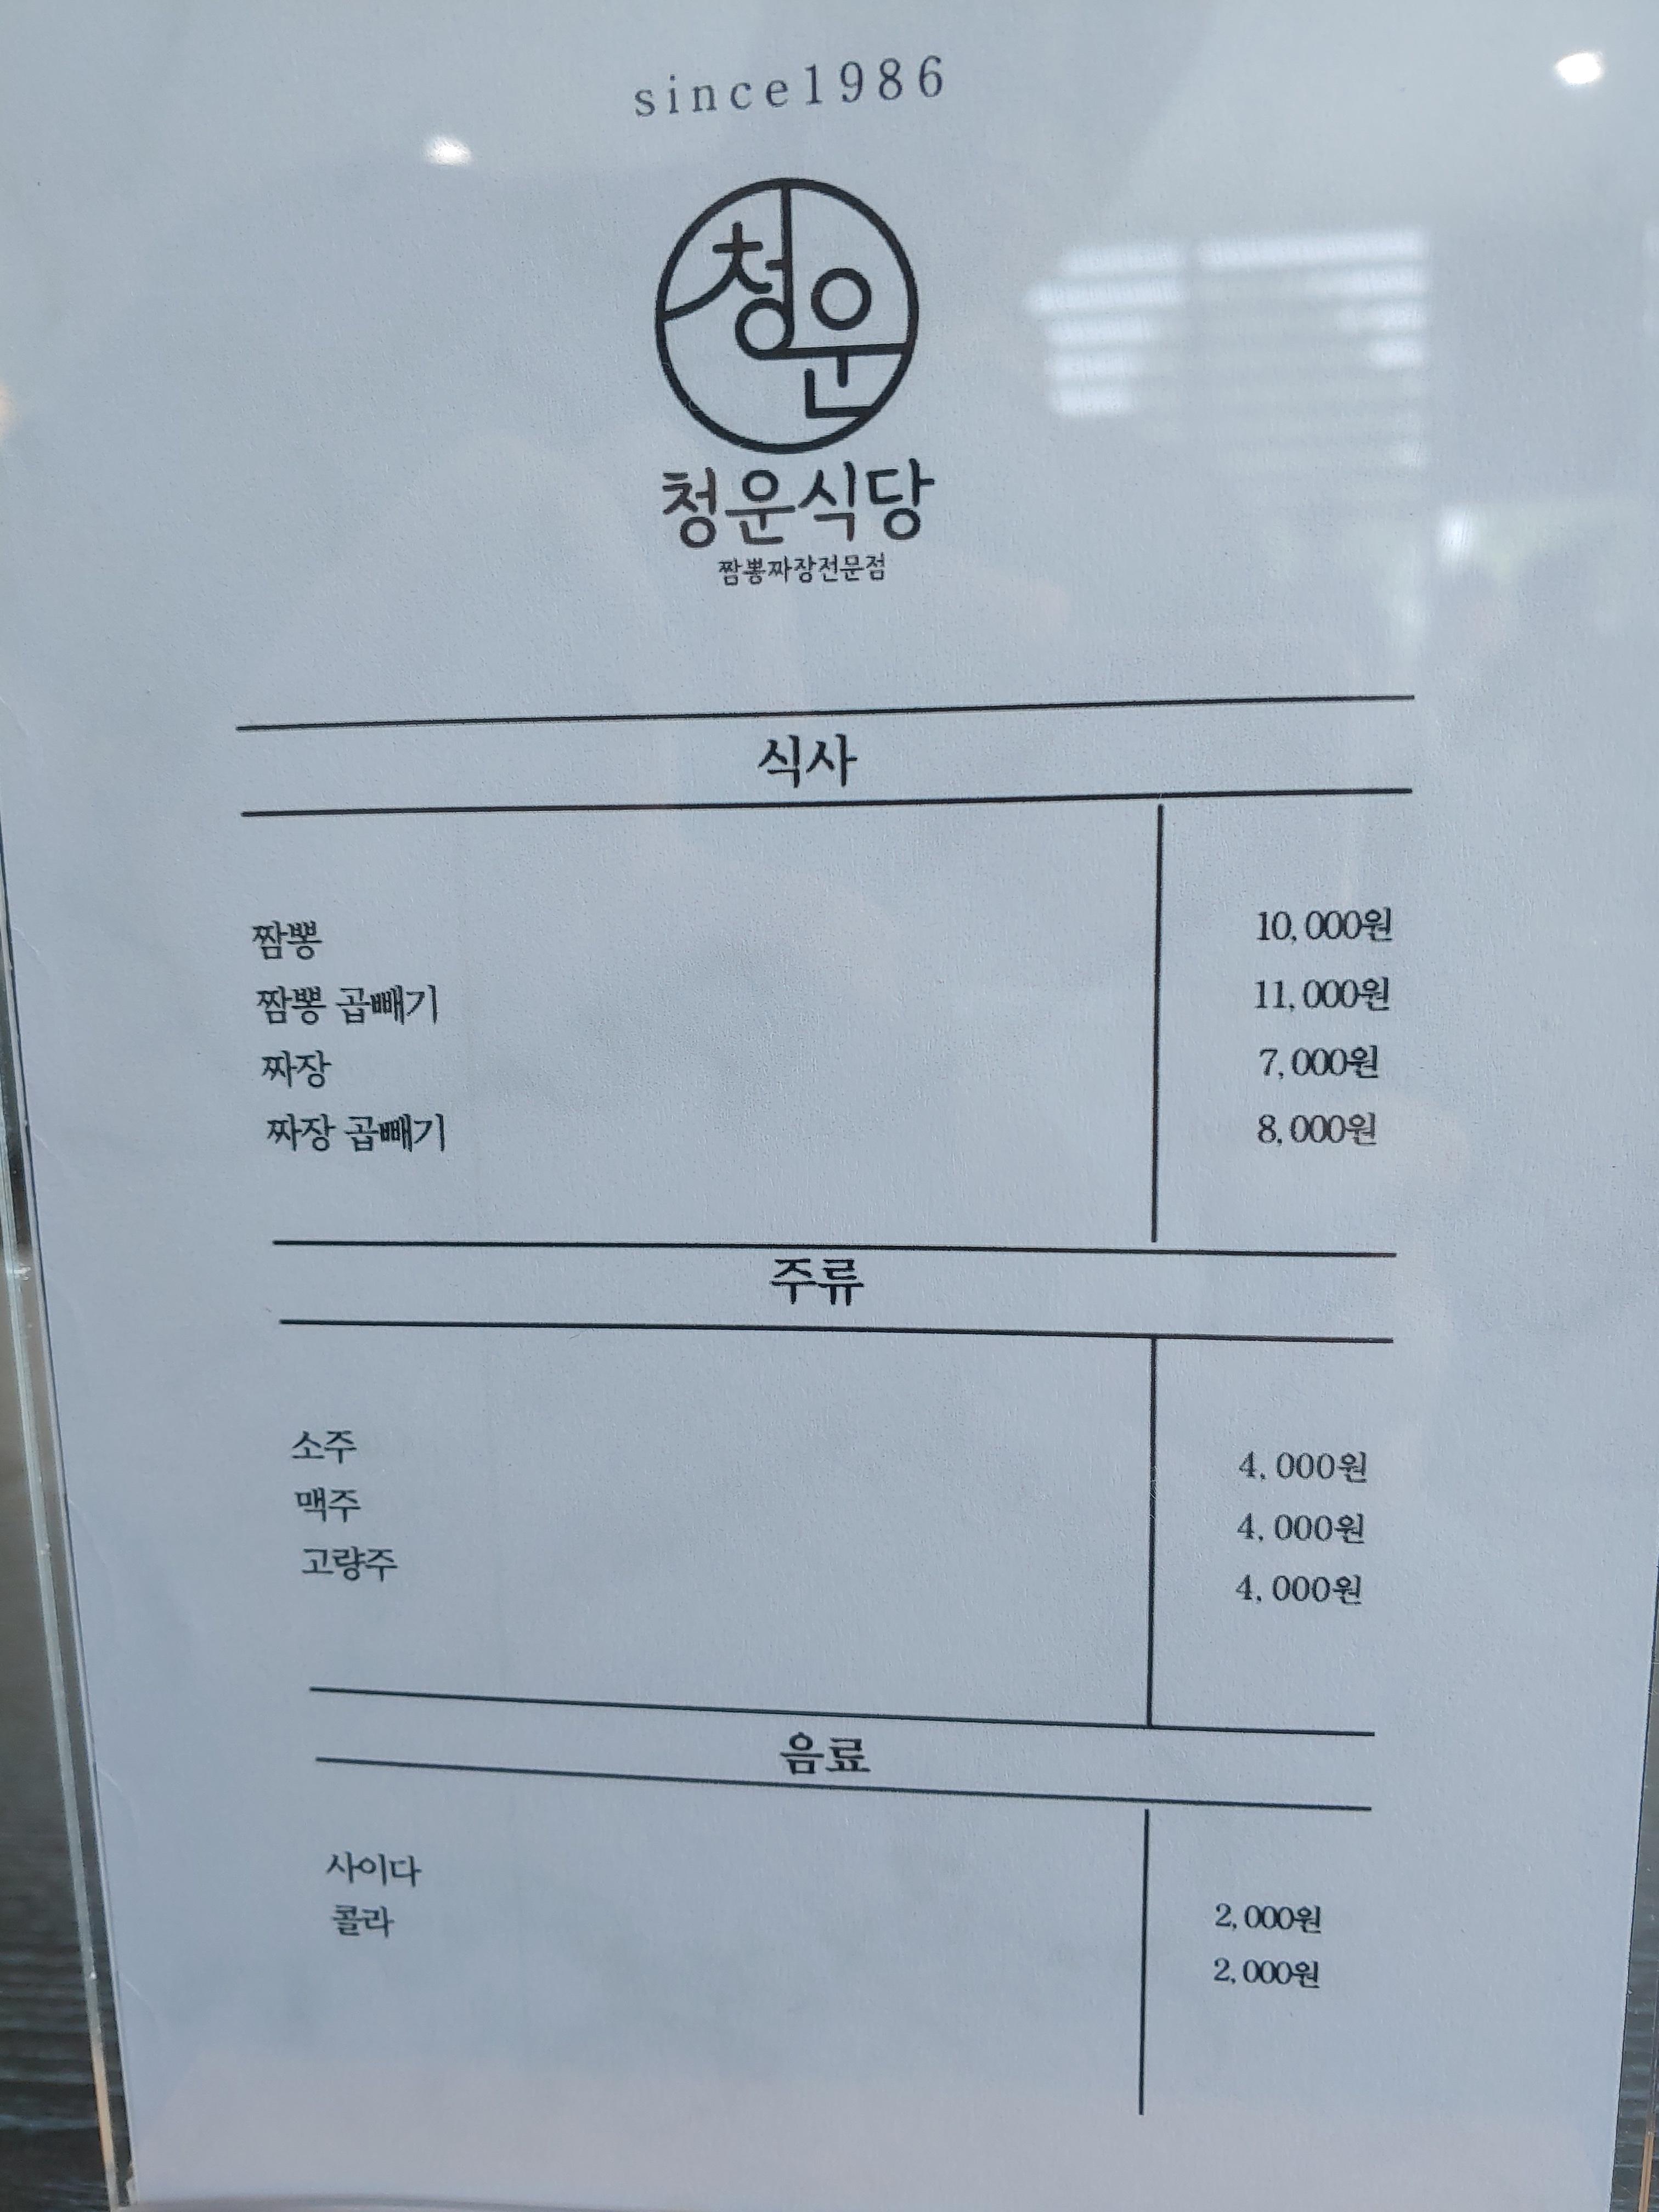 since1986
청운
청운식당
짬뽕짜장전문점
식사
짬뽕 10,000원
짬뽕 곱빼기 11,000원
짜장 7,000원
짜장 곱빼기 8,000원
주류
소주 4,000원
맥주 4,000원
고량주 4,000원
음료
사이다 2,000원
콜라 2,000원